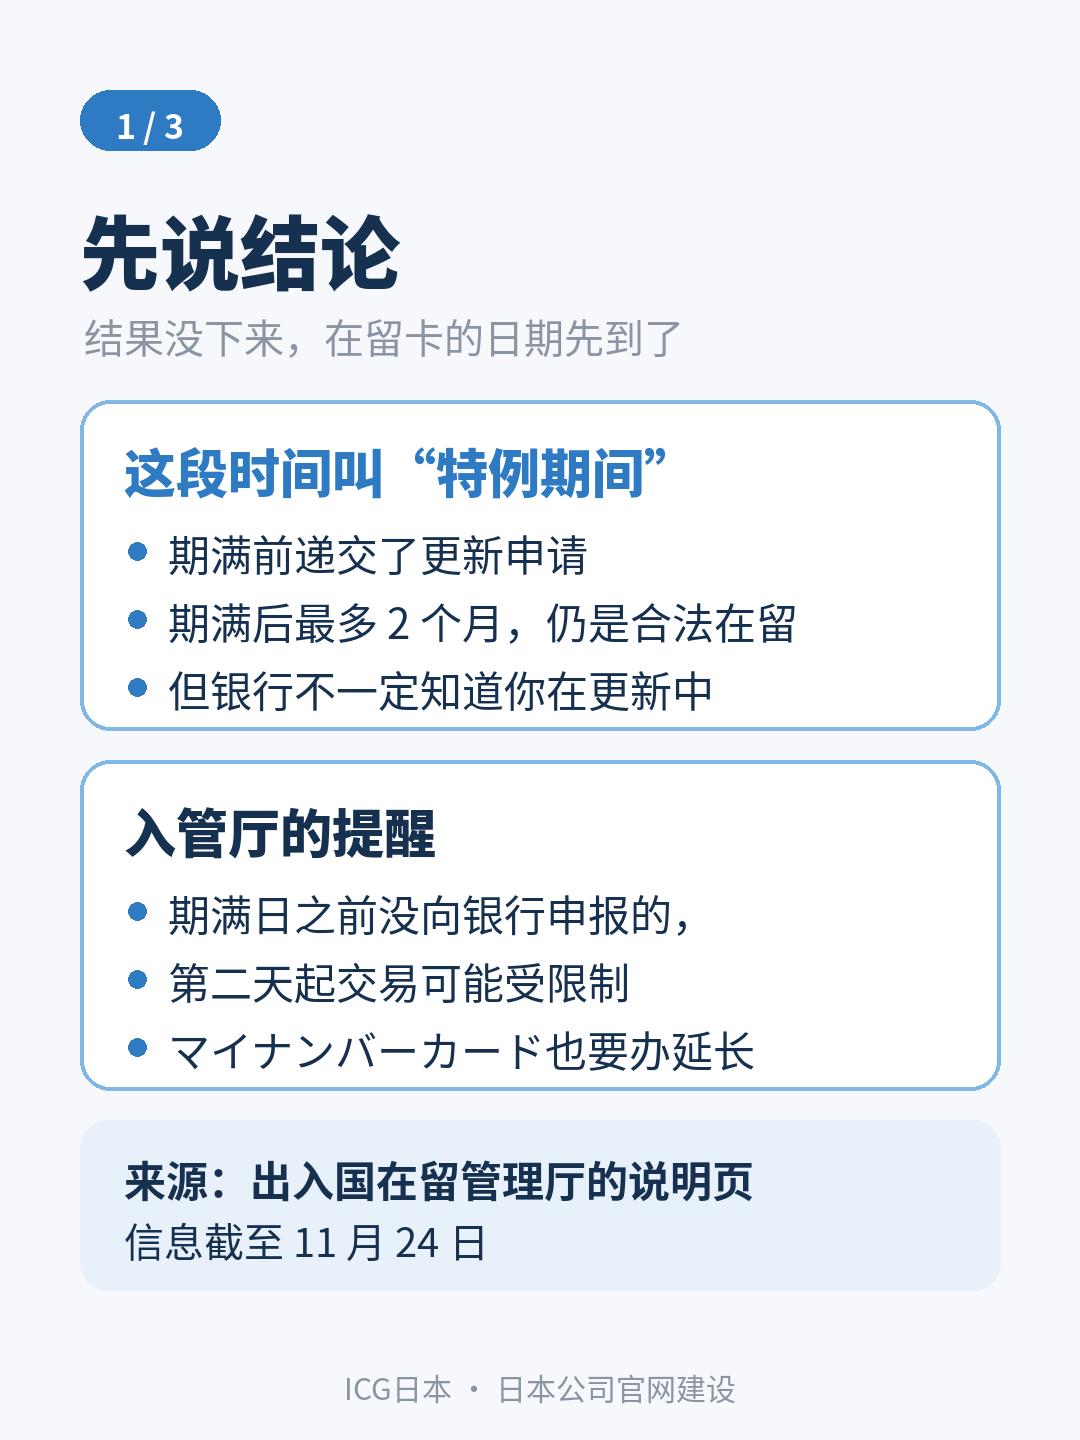 1 / 3
先说结论
结果没下来，在留卡的日期先到了
这段时间叫“特例期间”
期满前递交了更新申请
期满后最多 2 个月，仍是合法在留
但银行不一定知道你在更新中
入管厅的提醒
期满日之前没向银行申报的，
第二天起交易可能受限制
マイナンバーカード也要办延长
来源：出入国在留管理厅的说明页
信息截至 11 月 24 日
ICG日本 · 日本公司官网建设